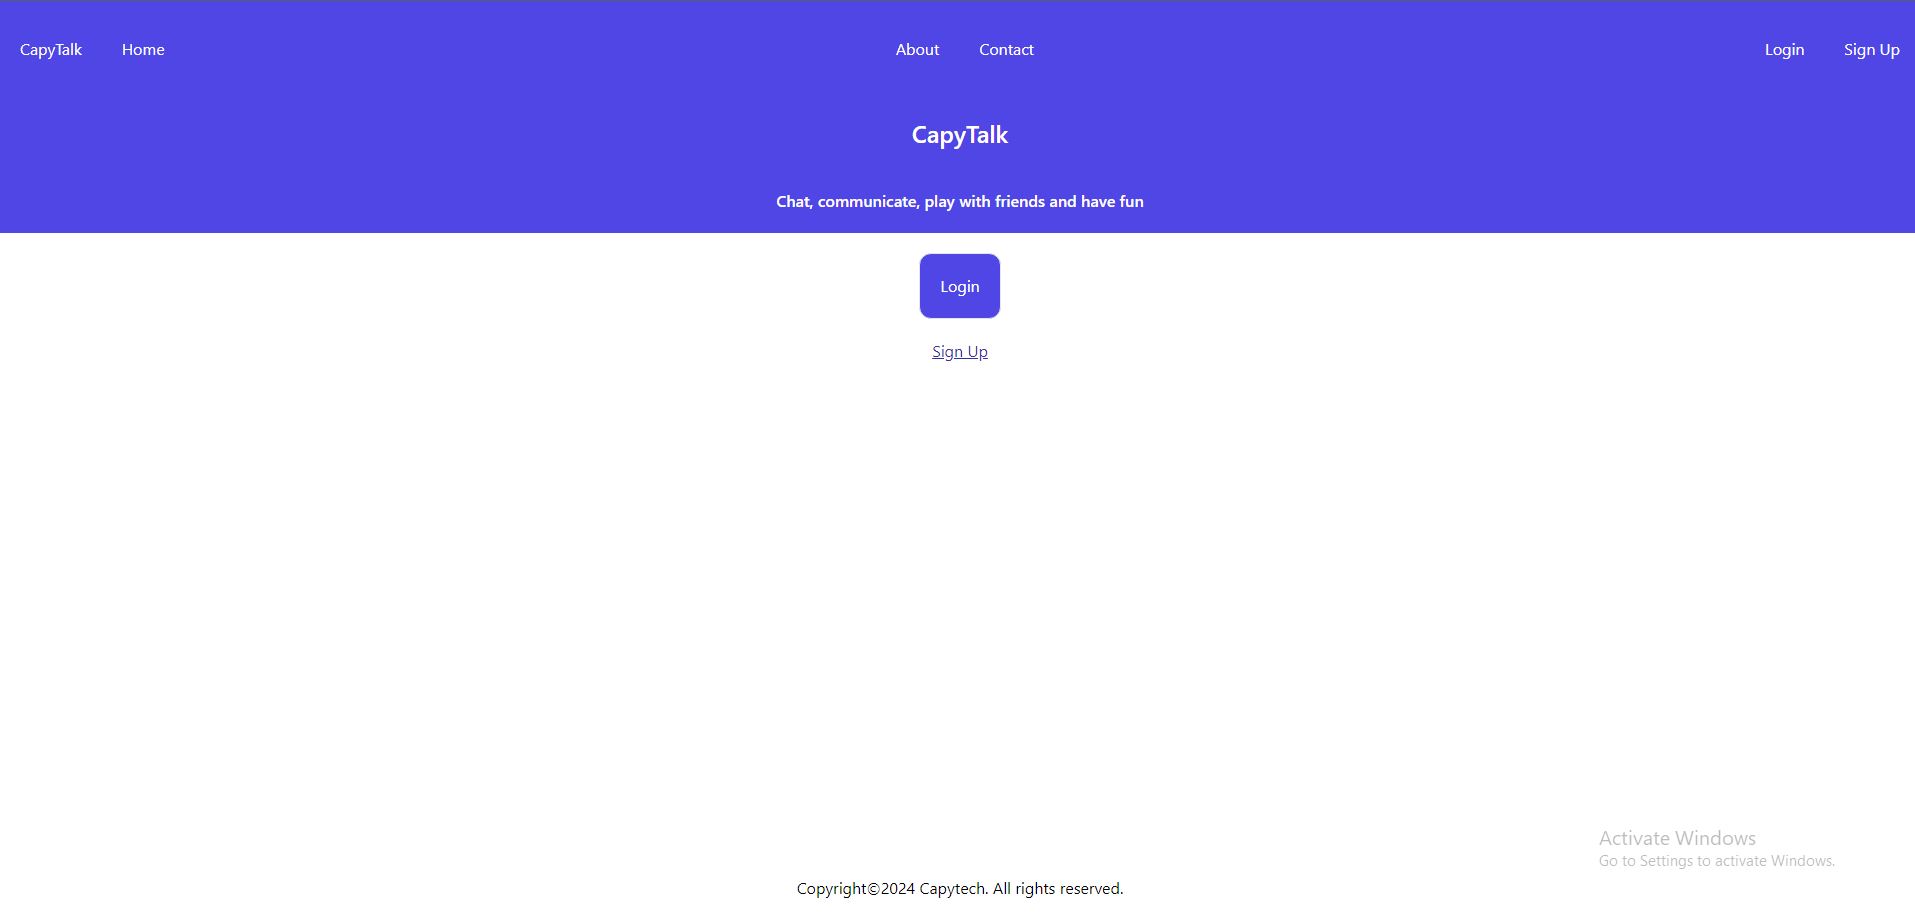 CapyTalk Home About Contact Login Sign Up
CapyTalk
Chat, communicate, play with friends and have fun
Login
Sign Up
Activate Windows
Go to Settings to activate Windows.
Copyright©2024 Capytech. All rights reserved.